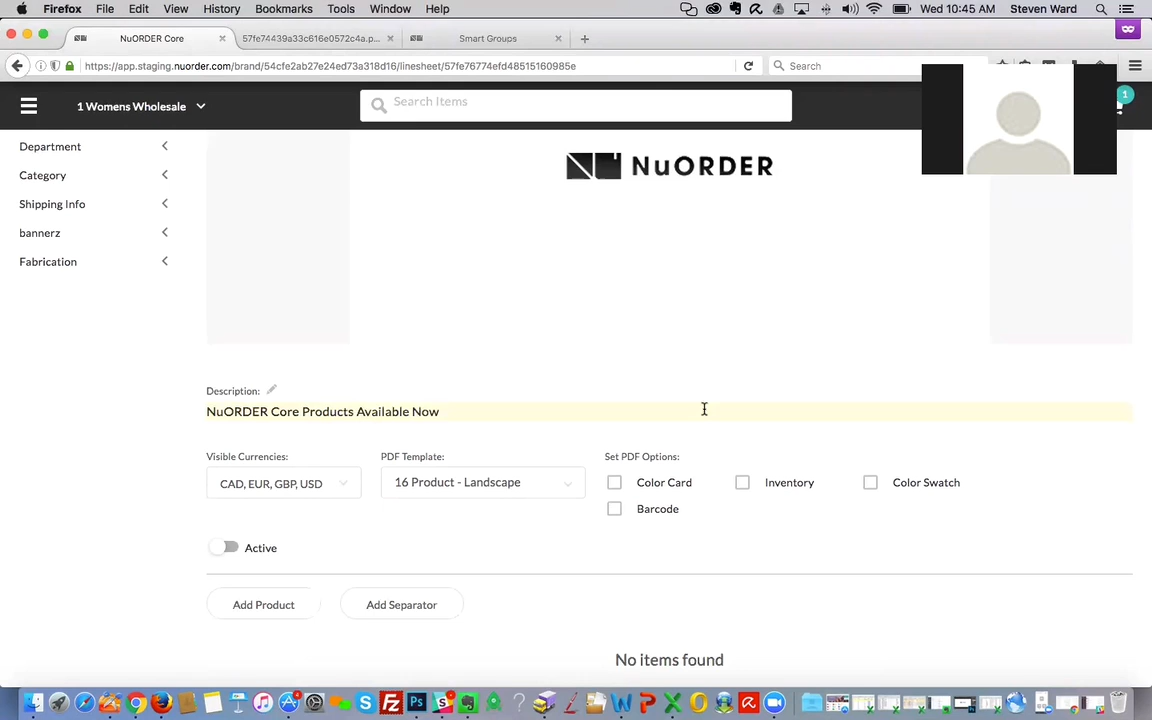 Firefox File Edit View History Bookmarks Tools Window Help Wed 10:45 AM Steven Ward
NuORDER Core 57fe74439a33c616e0572c4a.p... Smart Groups
https://app.staging.nuorder.com/brand/54cfe2ab27e24ed73a318d16/linesheet/57fe76774efd48515160985e Search
1 Womens Wholesale Search Items 1
Department
Category
Shipping Info
bannerz
Fabrication
NuORDER
Description:
NuORDER Core Products Available Now
Visible Currencies: PDF Template: Set PDF Options:
CAD, EUR, GBP, USD 16 Product - Landscape Color Card Inventory Color Swatch
Barcode
Active
Add Product Add Separator
No items found